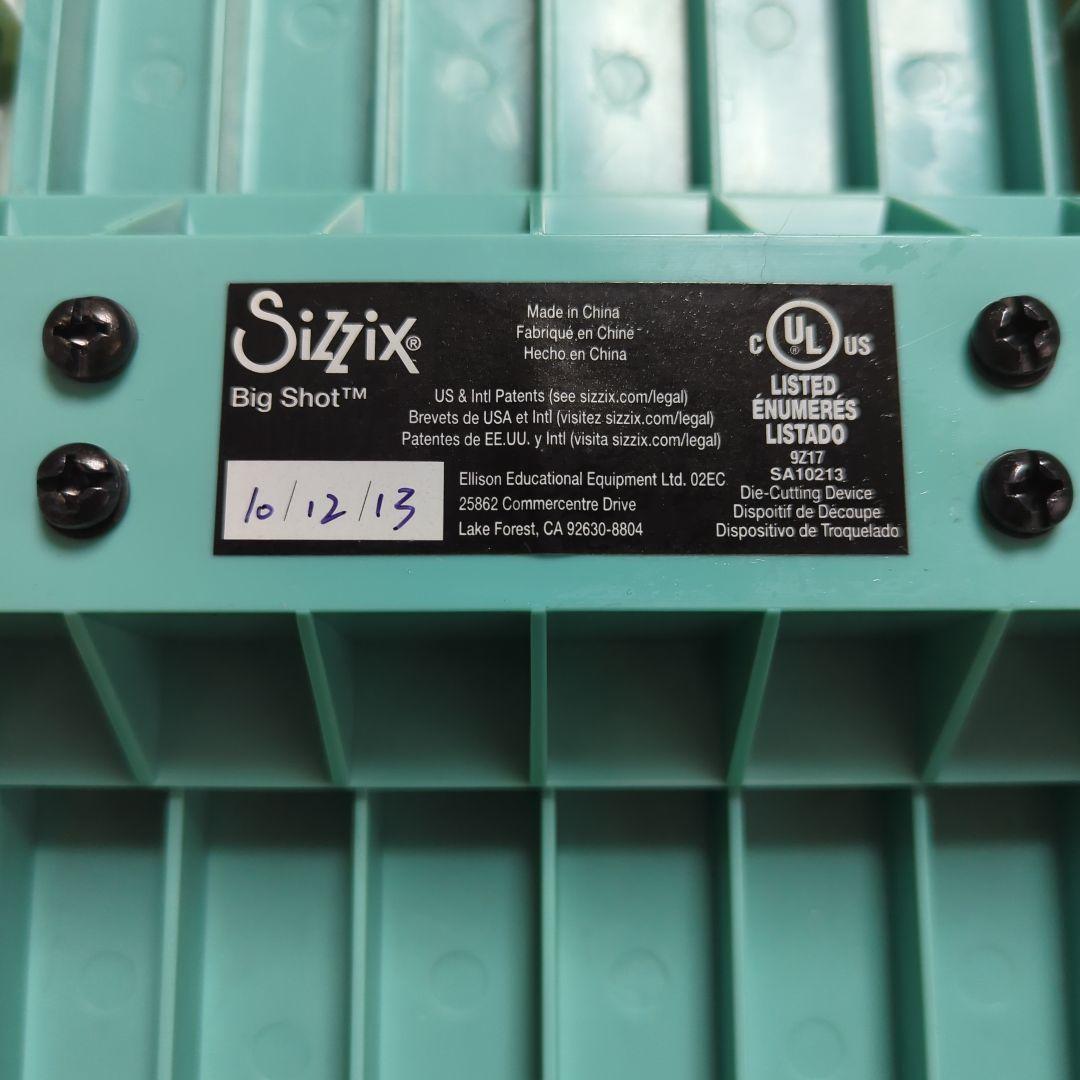 Sizzix®
Big Shot™
10/12/13
Made in China
Fabriqué en Chine
Hecho en China
US & Intl Patents (see sizzix.com/legal)
Brevets de USA et Intl (visitez sizzix.com/legal)
Patentes de EE.UU. y Intl (visita sizzix.com/legal)
Ellison Educational Equipment Ltd. 02EC
25862 Commercentre Drive
Lake Forest, CA 92630-8804
C UL® US
LISTED
ÉNUMERÉS
LISTADO
9Z17
SA10213
Die-Cutting Device
Dispoitif de Découpe
Dispositivo de Troquelado